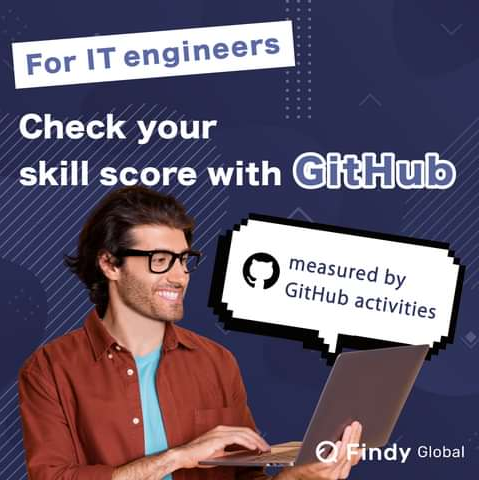 For IT engineers
Check your
skill score with GitHub
measured by
GitHub activities
Findy Global